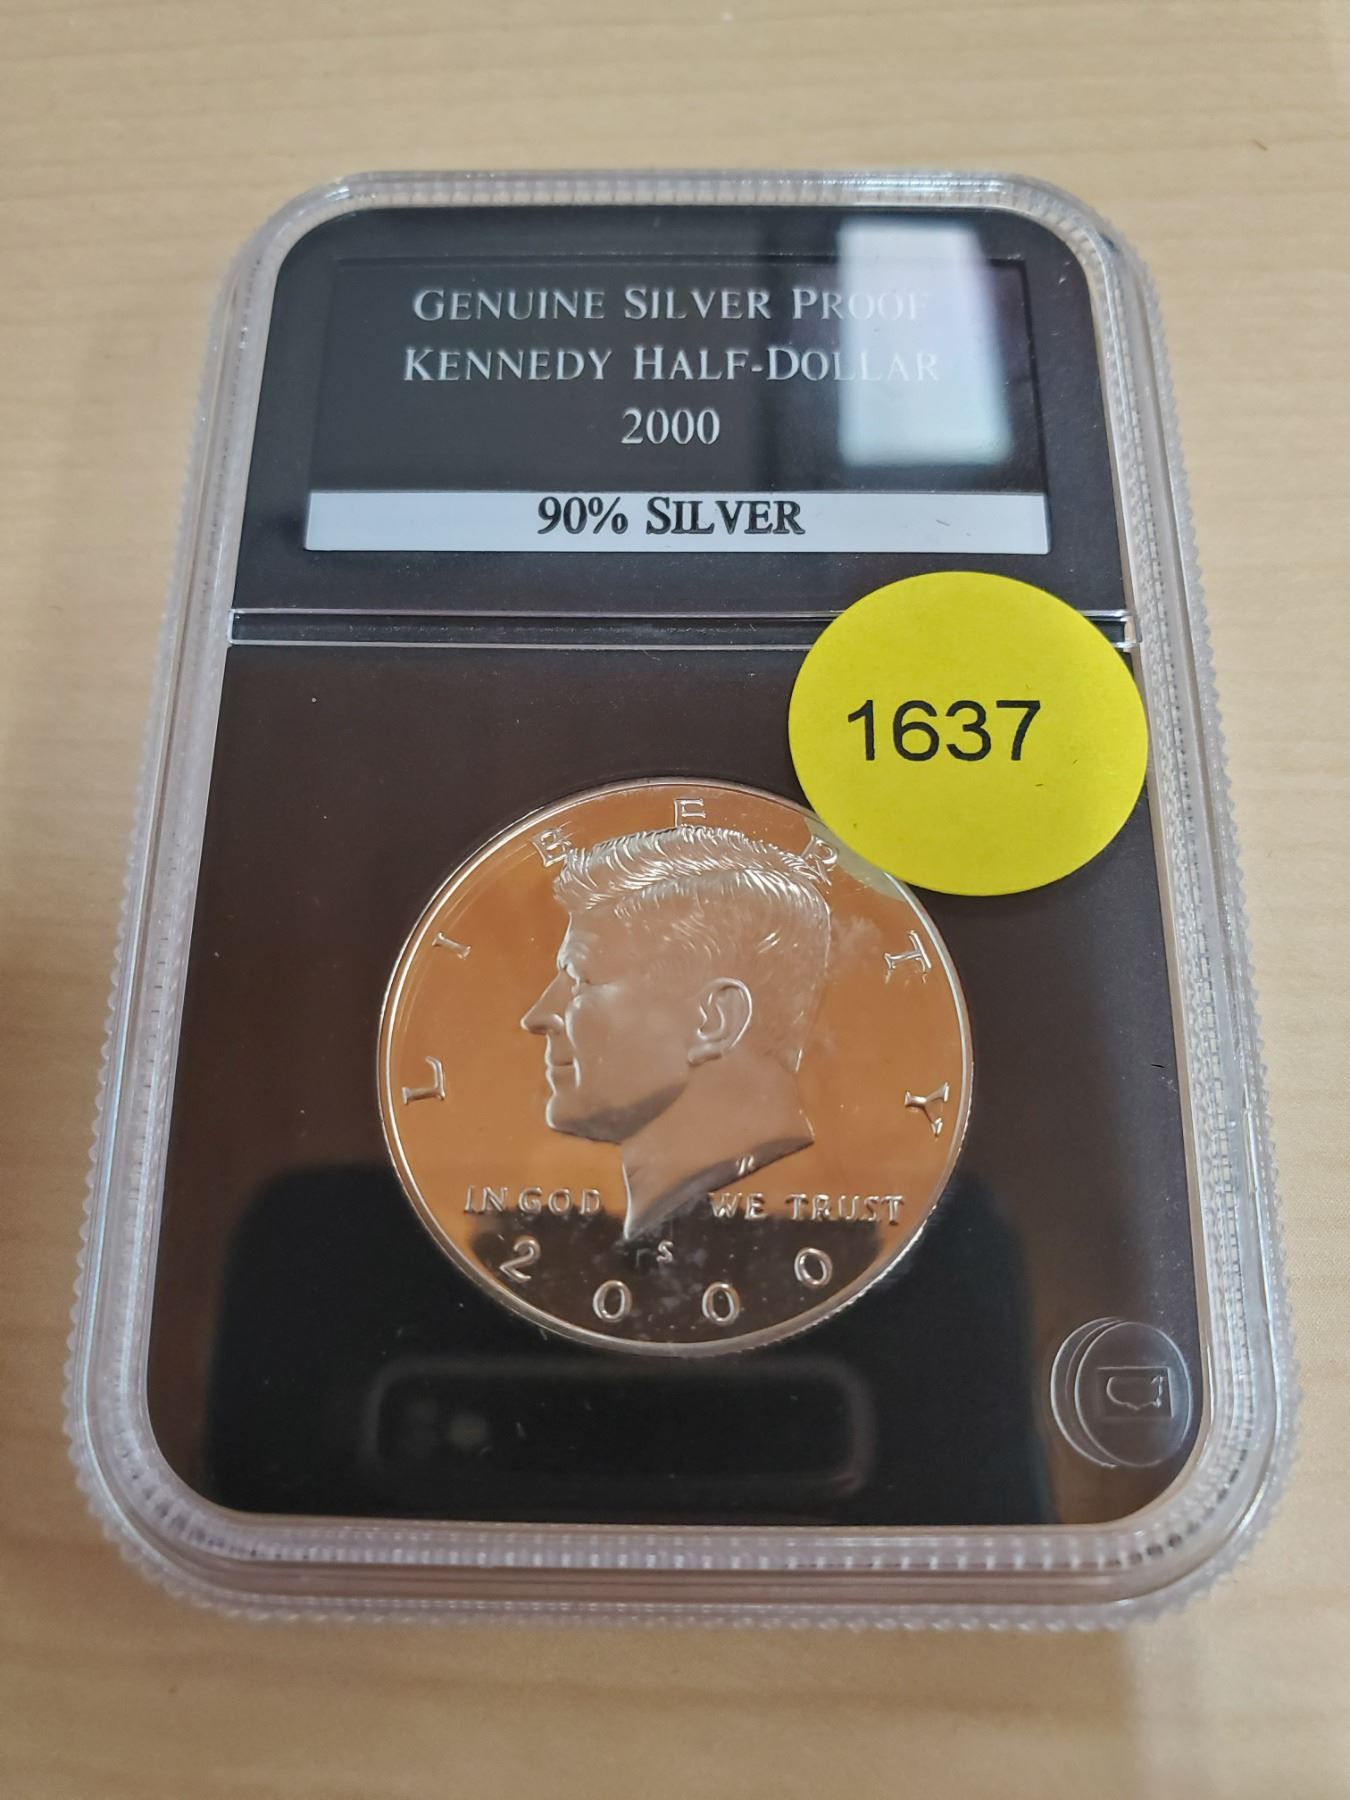 GENUINE SILVER PROOF
KENNEDY HALF-DOLLAR
2000
90% SILVER
1637
LIBERTY
IN GOD WE TRUST
S
2000